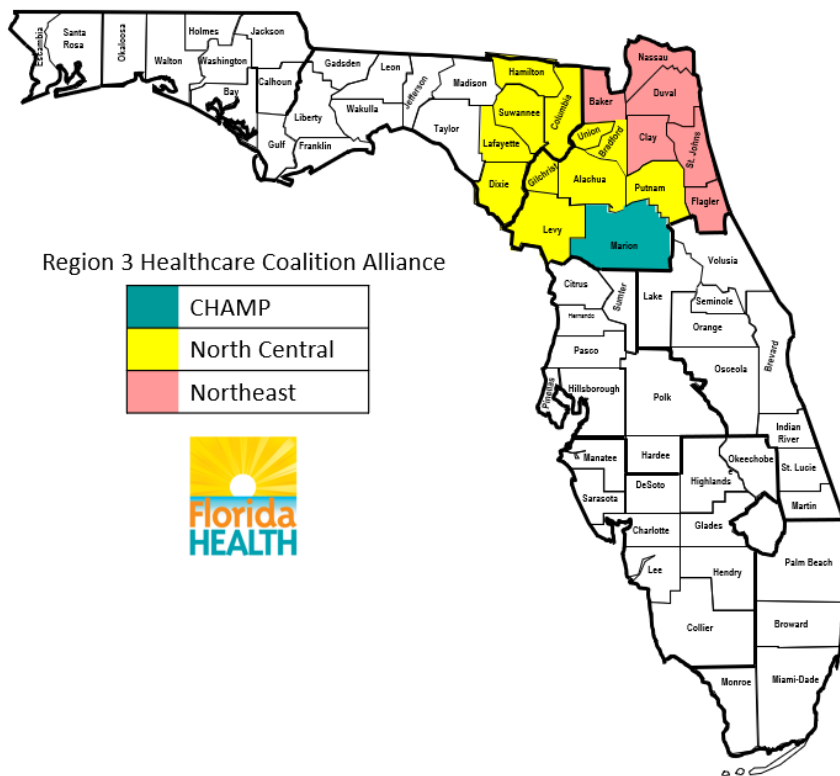 Escambia
Santa
Rosa
Okaloosa
Holmes
Jackson
Walton
Washington
Bay
Calhoun
Gulf
Gadsden
Liberty
Franklin
Leon
Wakulla
Jefferson
Madison
Taylor
Hamilton
Suwannee
Columbia
Lafayette
Dixie
Gilchrist
Baker
Union
Bradford
Alachua
Levy
Nassau
Duval
Clay
St. Johns
Putnam
Flagler
Marion
Region 3 Healthcare Coalition Alliance
CHAMP
North Central
Northeast
Florida
HEALTH
Volusia
Citrus
Sumter
Lake
Seminole
Hernando
Orange
Pasco
Brevard
Osceola
Pinellas
Hillsborough
Polk
Indian
River
Manatee
Hardee
Okeechobe
e
St. Lucie
Highlands
Sarasota
DeSoto
Martin
Charlotte
Glades
Lee
Hendry
Palm Beach
Collier
Broward
Monroe
Miami-Dade